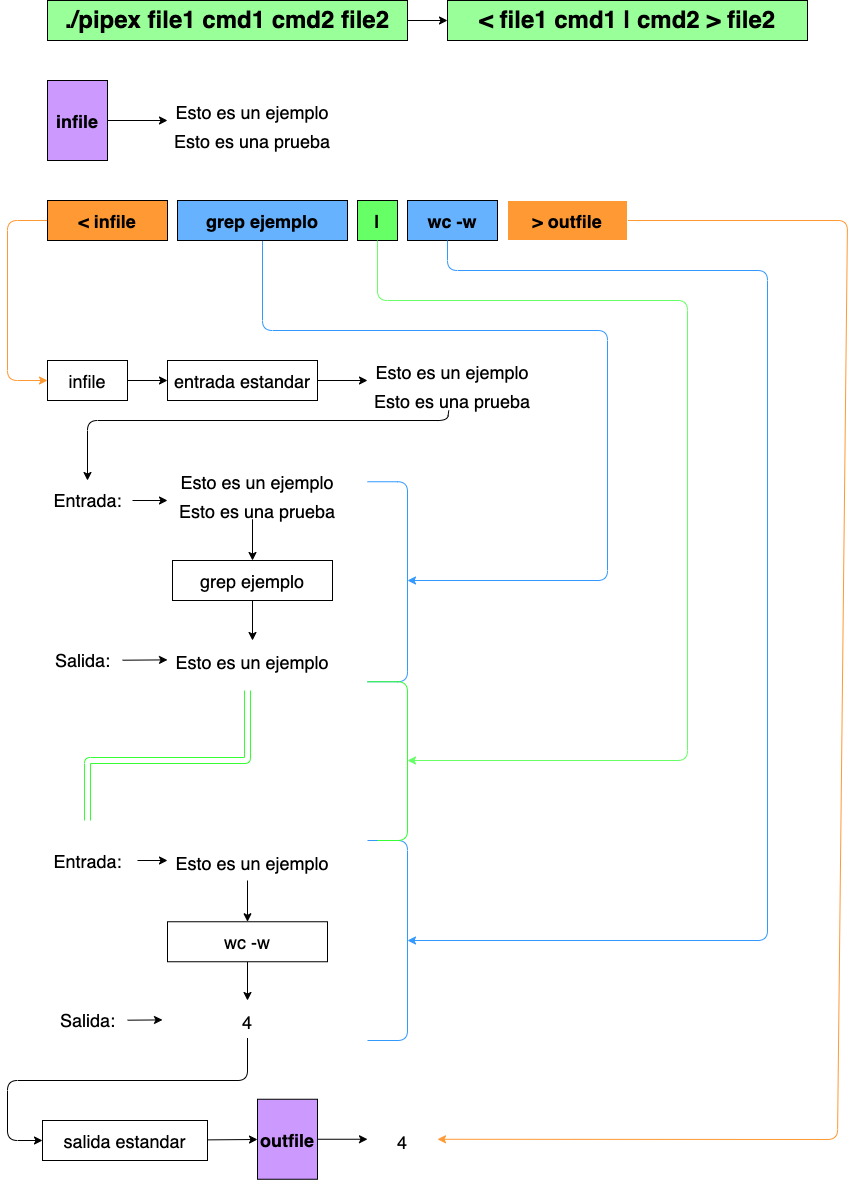 ./pipex file1 cmd1 cmd2 file2
< file1 cmd1 | cmd2 > file2
infile
Esto es un ejemplo
Esto es una prueba
< infile
grep ejemplo
|
wc -w
> outfile
infile
entrada estandar
Esto es un ejemplo
Esto es una prueba
Entrada:
Esto es un ejemplo
Esto es una prueba
grep ejemplo
Salida:
Esto es un ejemplo
Entrada:
Esto es un ejemplo
wc -w
Salida:
4
salida estandar
outfile
4